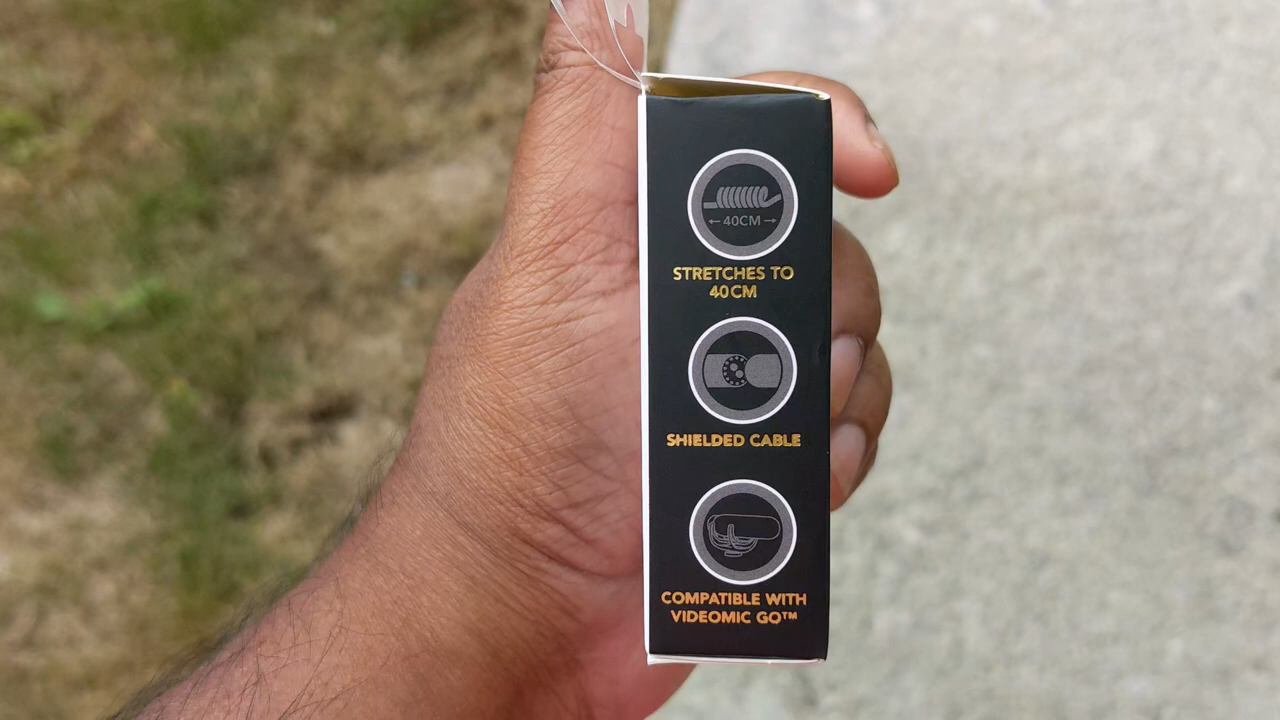 ← 40CM →
STRETCHES TO
40CM
SHIELDED CABLE
COMPATIBLE WITH
VIDEOMIC GO™